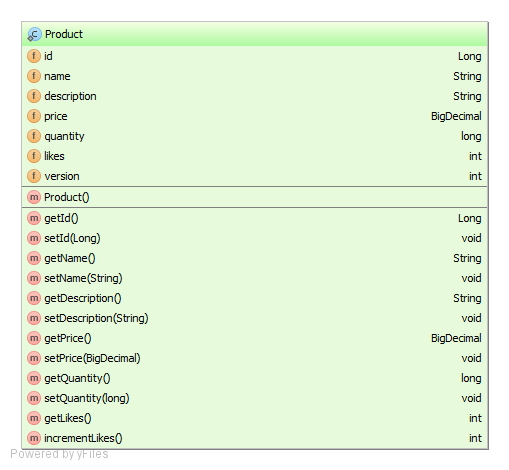 C Product
f id Long
f name String
f description String
f price BigDecimal
f quantity long
f likes int
f version int
m Product()
m getId() Long
m setId(Long) void
m getName() String
m setName(String) void
m getDescription() String
m setDescription(String) void
m getPrice() BigDecimal
m setPrice(BigDecimal) void
m getQuantity() long
m setQuantity(long) void
m getLikes() int
m incrementLikes() int
Powered by yFiles